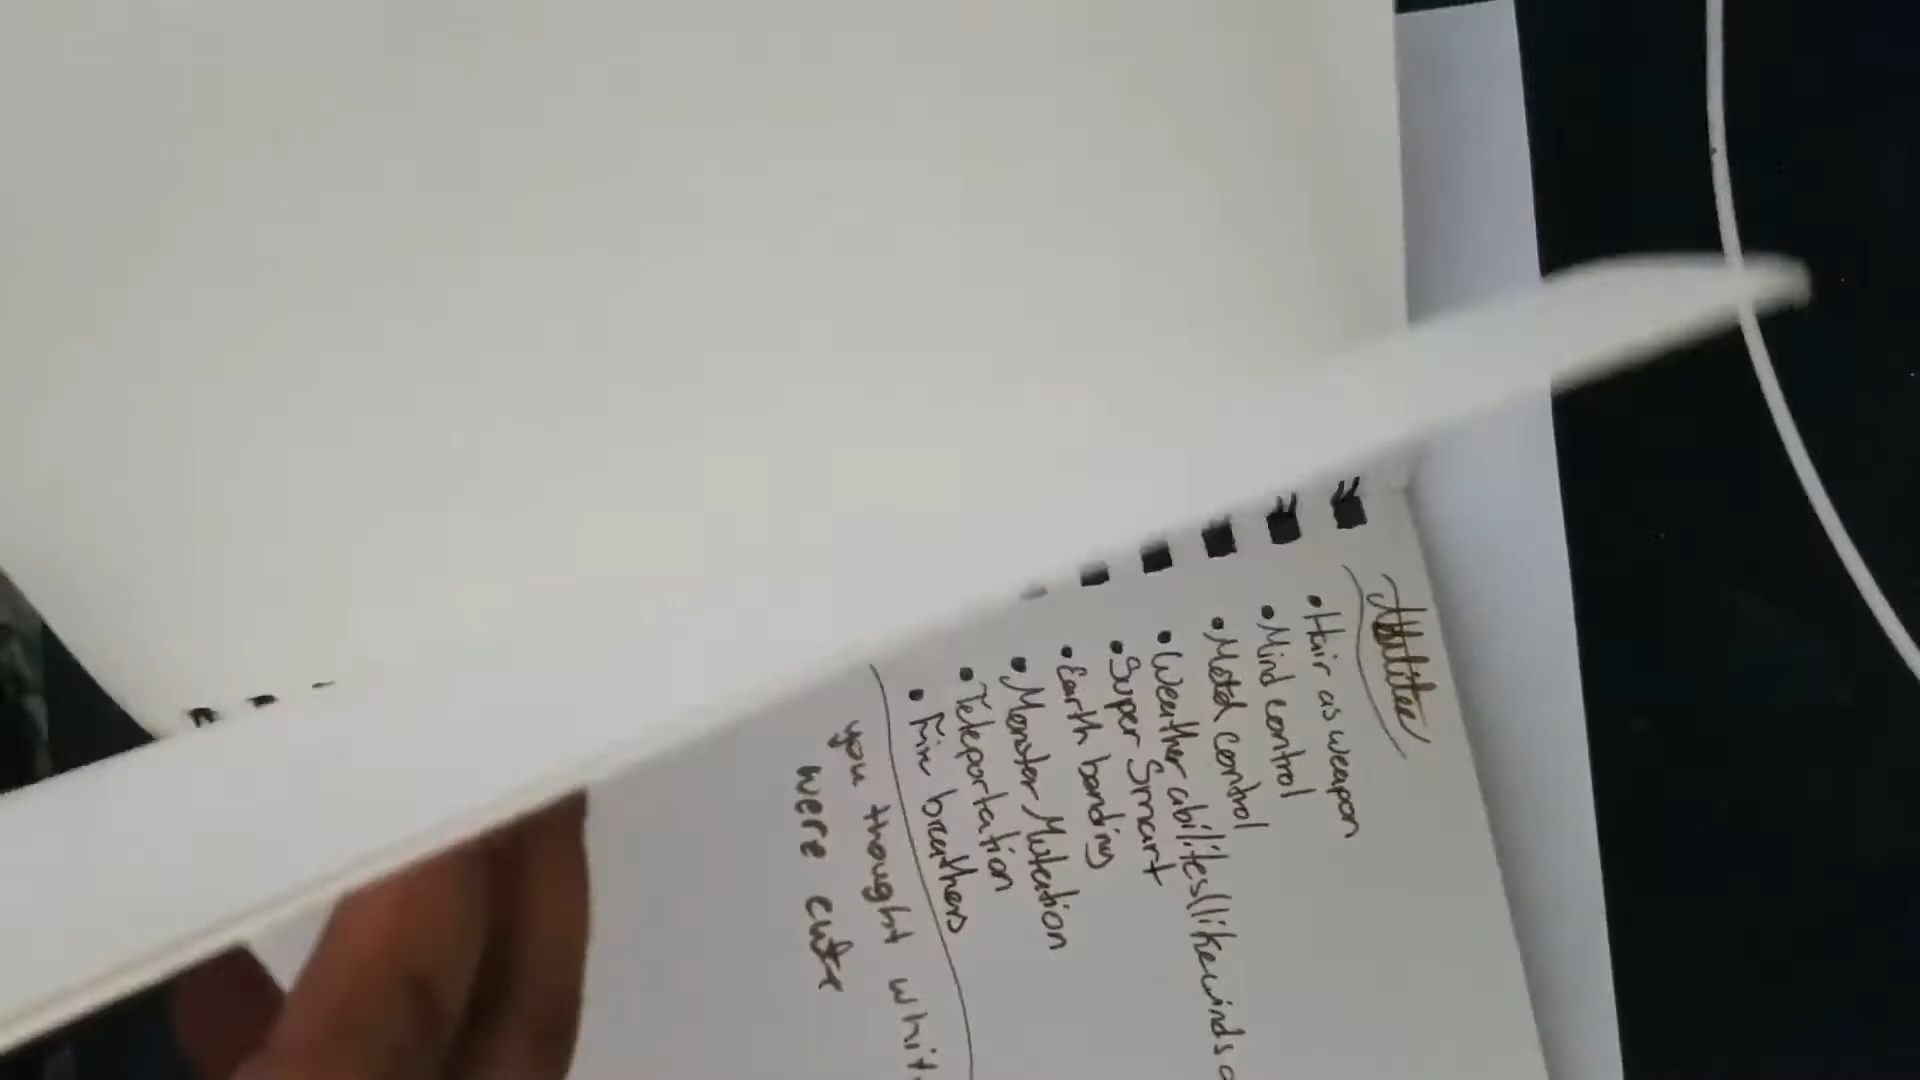 Abilities
• Hair as weapon
• Mind control
• Metal control
• Weather abilites (like winds
• Super Smart
• Earth bending
• Monster Mutation
• Teleportation
• Fire breathers
you thought whit
were cute